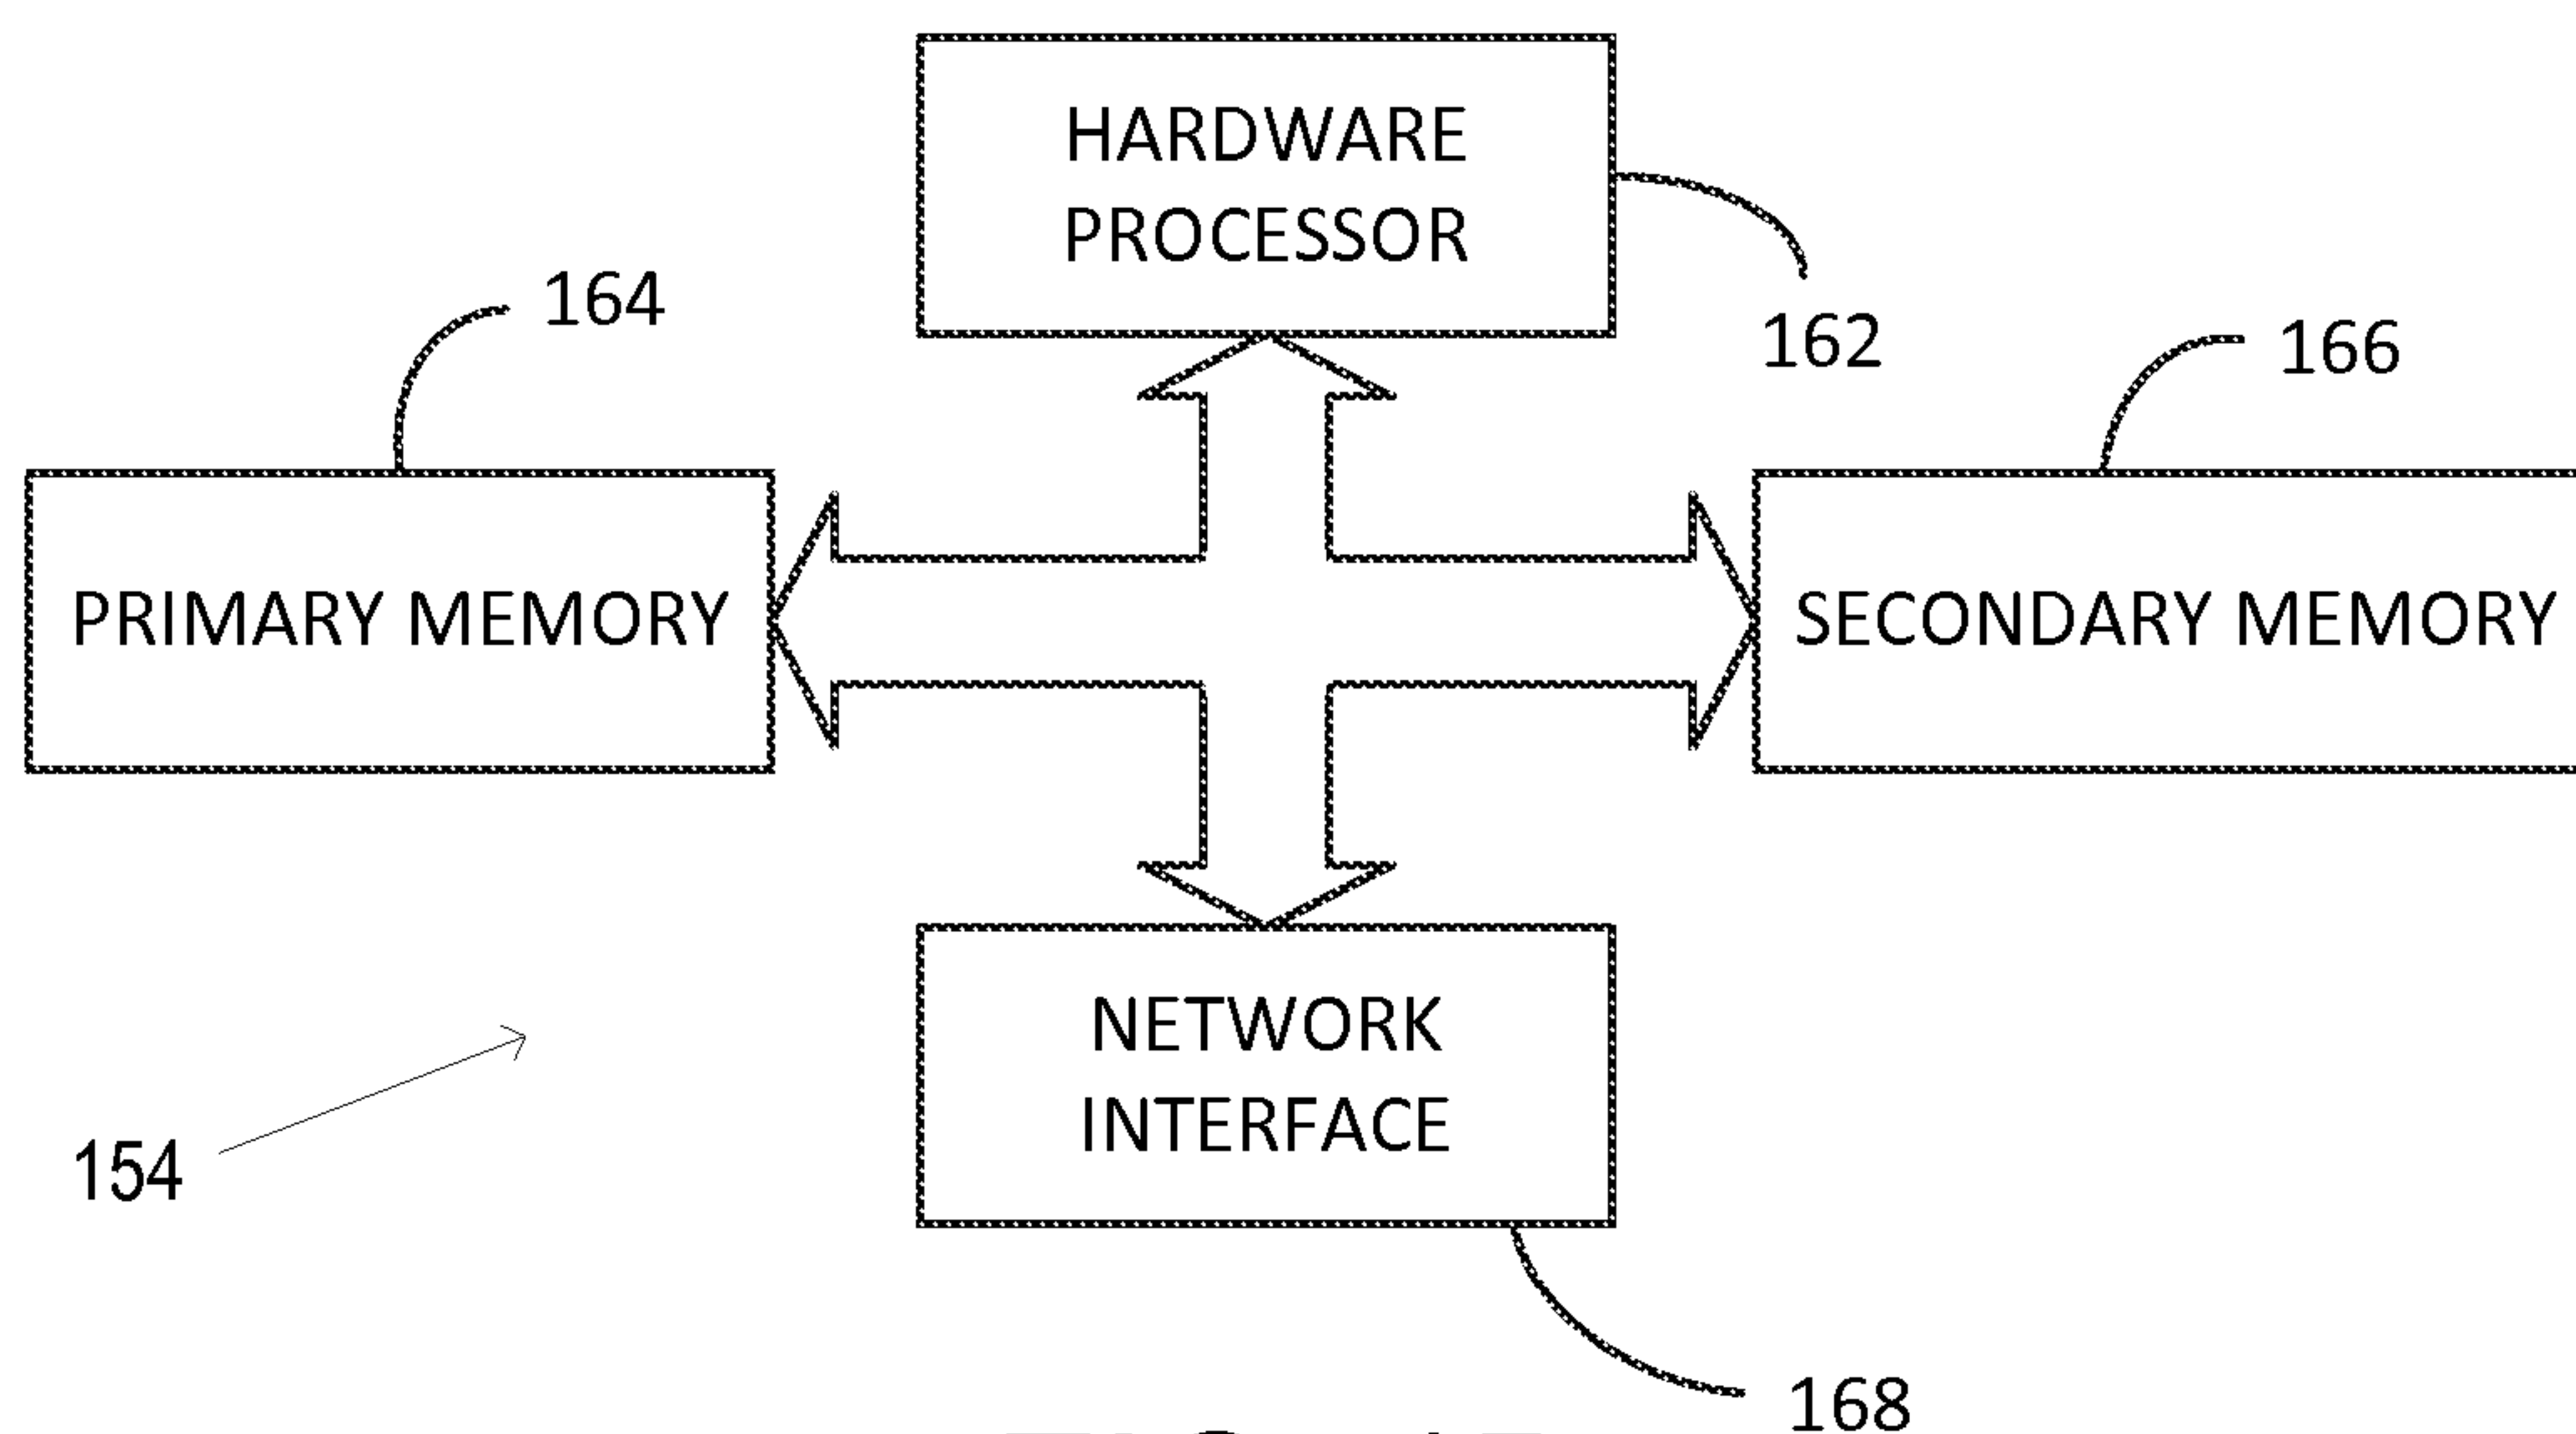 HARDWARE
PROCESSOR
164
162
166
PRIMARY MEMORY
SECONDARY MEMORY
NETWORK
INTERFACE
154
168